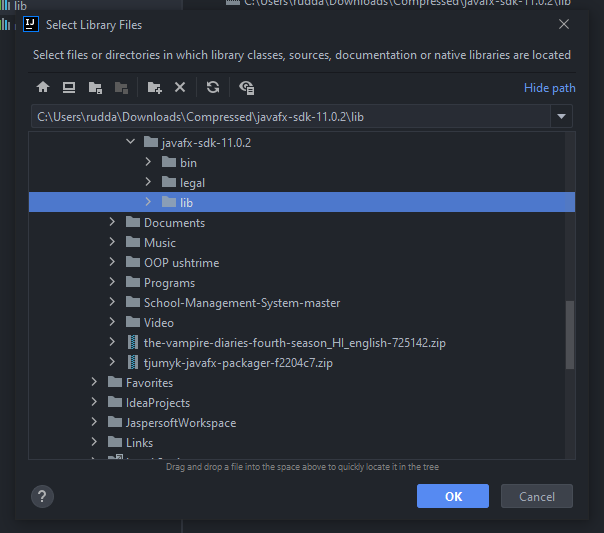 lib
C:\Users\rudda\Downloads\Compressed\javafx-sdk-11.0.2\lib
Select Library Files
Select files or directories in which library classes, sources, documentation or native libraries are located
Hide path
C:\Users\rudda\Downloads\Compressed\javafx-sdk-11.0.2\lib
javafx-sdk-11.0.2
bin
legal
lib
Documents
Music
OOP ushtrime
Programs
School-Management-System-master
Video
the-vampire-diaries-fourth-season_HI_english-725142.zip
tjumyk-javafx-packager-f2204c7.zip
Favorites
IdeaProjects
JaspersoftWorkspace
Links
Drag and drop a file into the space above to quickly locate it in the tree
?
OK
Cancel